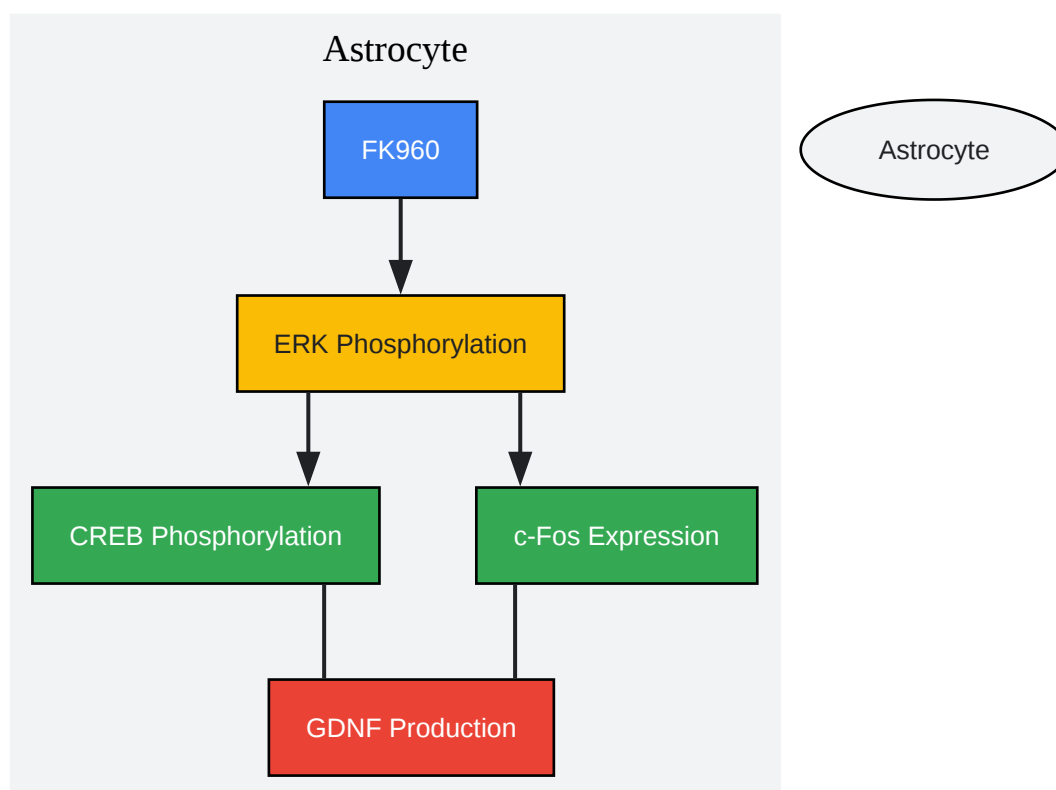 Astrocyte
FK960
Astrocyte
ERK Phosphorylation
CREB Phosphorylation
c-Fos Expression
GDNF Production